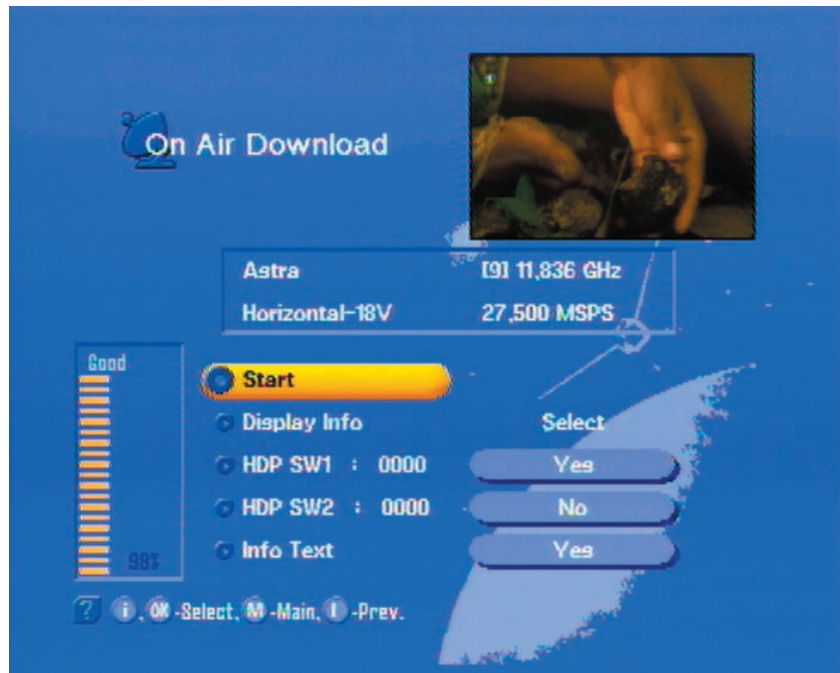 On Air Download
Astra [9] 11,836 GHz
Horizontal-18V 27,500 MSPS
Good
Start
Display Info Select
HDP SW1 : 0000 Yes
HDP SW2 : 0000 No
Info Text Yes
98%
? i, OK -Select, M -Main, -Prev.